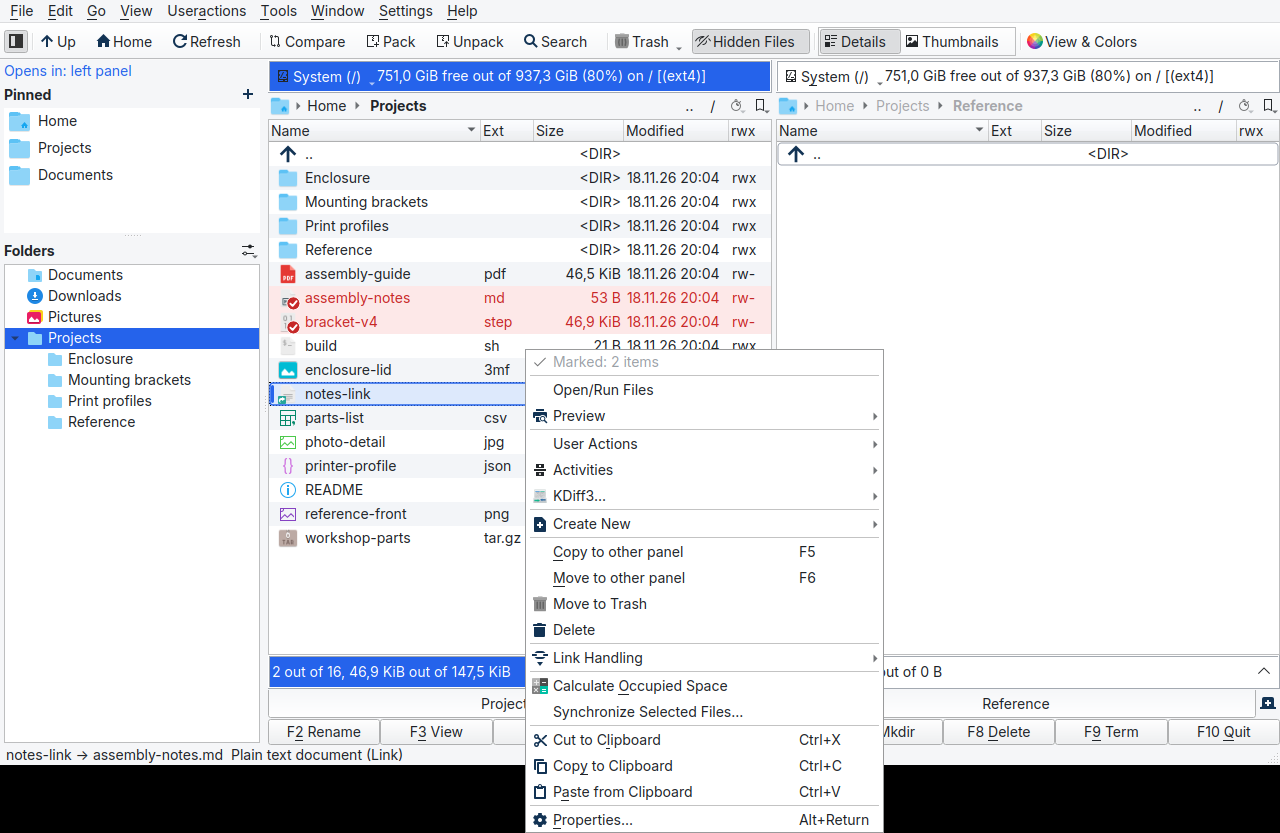 File Edit Go View Useractions Tools Window Settings Help
Up Home Refresh Compare Pack Unpack Search Trash Hidden Files Details Thumbnails View & Colors
Opens in: left panel
Pinned
Home
Projects
Documents
Folders
Documents
Downloads
Pictures
Projects
Enclosure
Mounting brackets
Print profiles
Reference
System (/) 751,0 GiB free out of 937,3 GiB (80%) on / [(ext4)]
Home Projects .. /
Name Ext Size Modified rwx
.. <DIR>
Enclosure <DIR> 18.11.26 20:04 rwx
Mounting brackets <DIR> 18.11.26 20:04 rwx
Print profiles <DIR> 18.11.26 20:04 rwx
Reference <DIR> 18.11.26 20:04 rwx
assembly-guide pdf 46,5 KiB 18.11.26 20:04 rw-
assembly-notes md 53 B 18.11.26 20:04 rw-
bracket-v4 step 46,9 KiB 18.11.26 20:04 rw-
build sh 21 B 18.11.26 20:04 rwx
enclosure-lid 3mf
notes-link
parts-list csv
photo-detail jpg
printer-profile json
README
reference-front png
workshop-parts tar.gz
2 out of 16, 46,9 KiB out of 147,5 KiB
System (/) 751,0 GiB free out of 937,3 GiB (80%) on / [(ext4)]
Home Projects Reference .. /
Name Ext Size Modified rwx
.. <DIR>
out of 0 B
Reference
Marked: 2 items
Open/Run Files
Preview
User Actions
Activities
KDiff3...
Create New
Copy to other panel F5
Move to other panel F6
Move to Trash
Delete
Link Handling
Calculate Occupied Space
Synchronize Selected Files...
Cut to Clipboard Ctrl+X
Copy to Clipboard Ctrl+C
Paste from Clipboard Ctrl+V
Properties... Alt+Return
F2 Rename F3 View F8 Delete F9 Term F10 Quit
notes-link → assembly-notes.md Plain text document (Link)